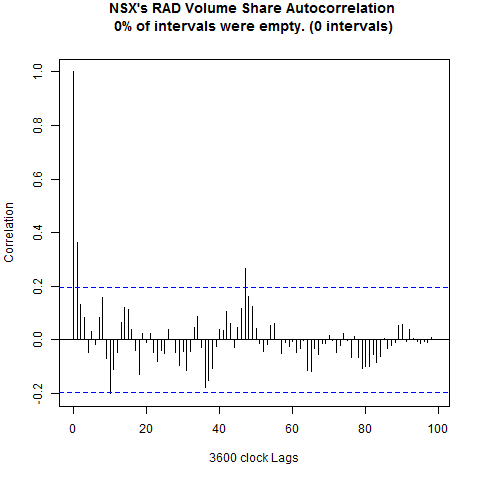 NSX's RAD Volume Share Autocorrelation
0% of intervals were empty. (0 intervals)
Correlation
1.0
0.8
0.6
0.4
0.2
0.0
-0.2
0 20 40 60 80 100
3600 clock Lags